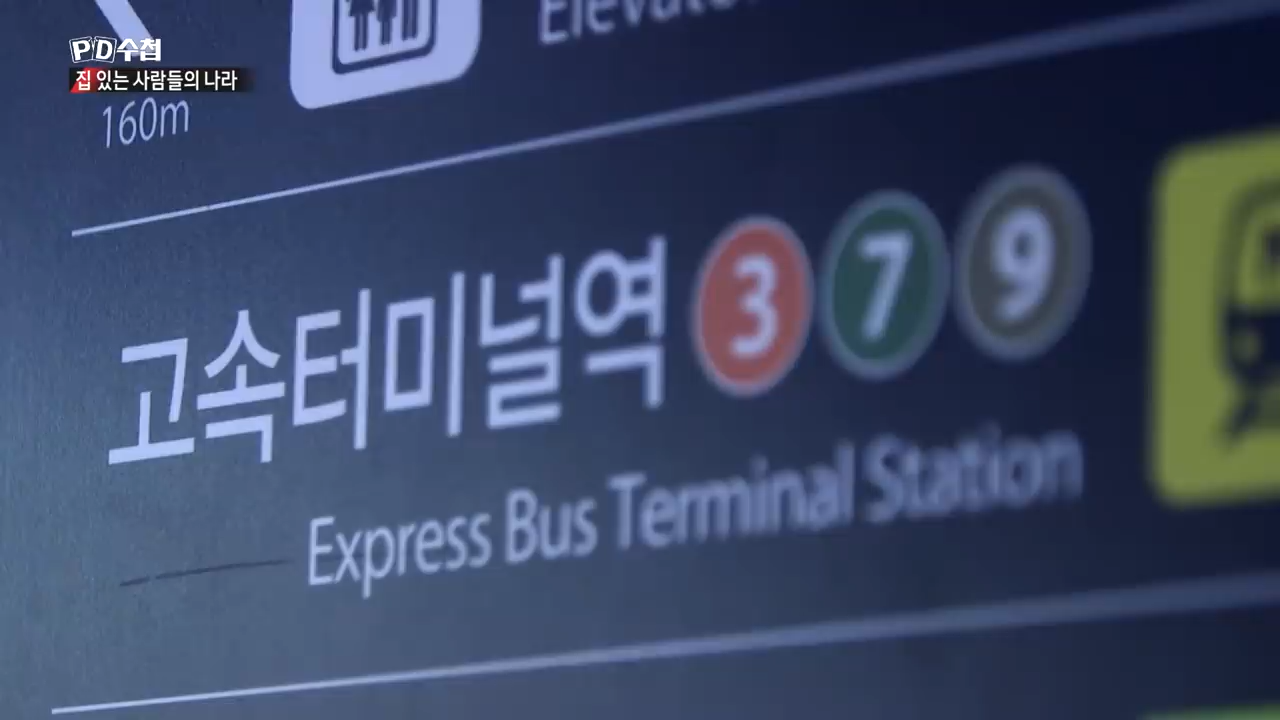 PD수첩
집 있는 사람들의 나라
160m
Elevator
고속터미널역 3 7 9
Express Bus Terminal Station